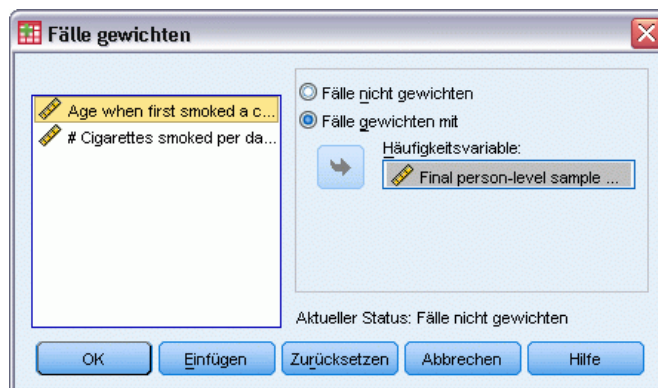 Fälle gewichten
Age when first smoked a c...
# Cigarettes smoked per da...
Fälle nicht gewichten
Fälle gewichten mit
Häufigkeitsvariable:
Final person-level sample ...
Aktueller Status: Fälle nicht gewichten
OK
Einfügen
Zurücksetzen
Abbrechen
Hilfe